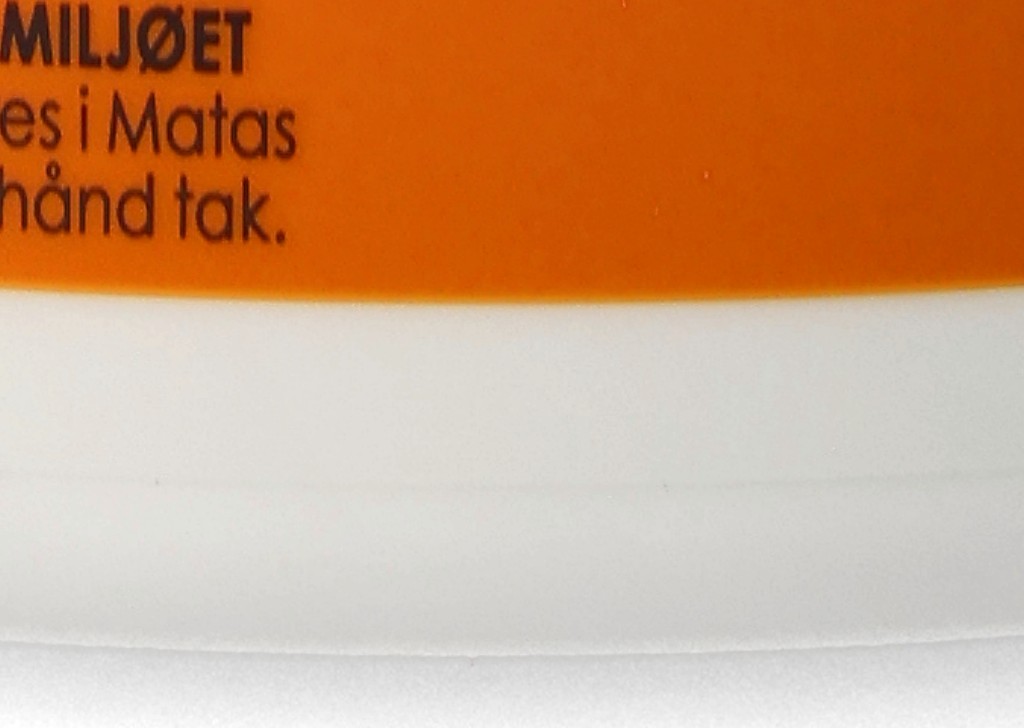 MILJØET
es i Matas
hånd tak.